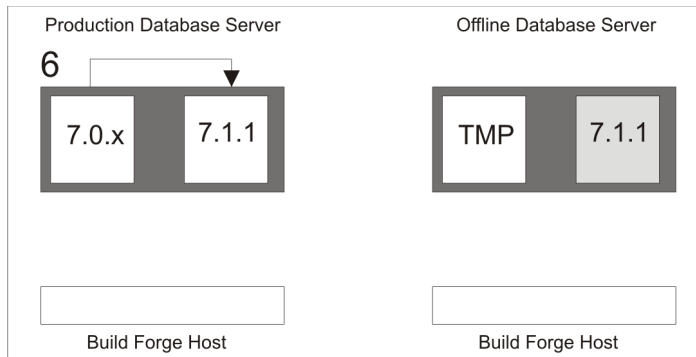 Production Database Server
Offline Database Server
6
7.0.x
7.1.1
TMP
7.1.1
Build Forge Host
Build Forge Host